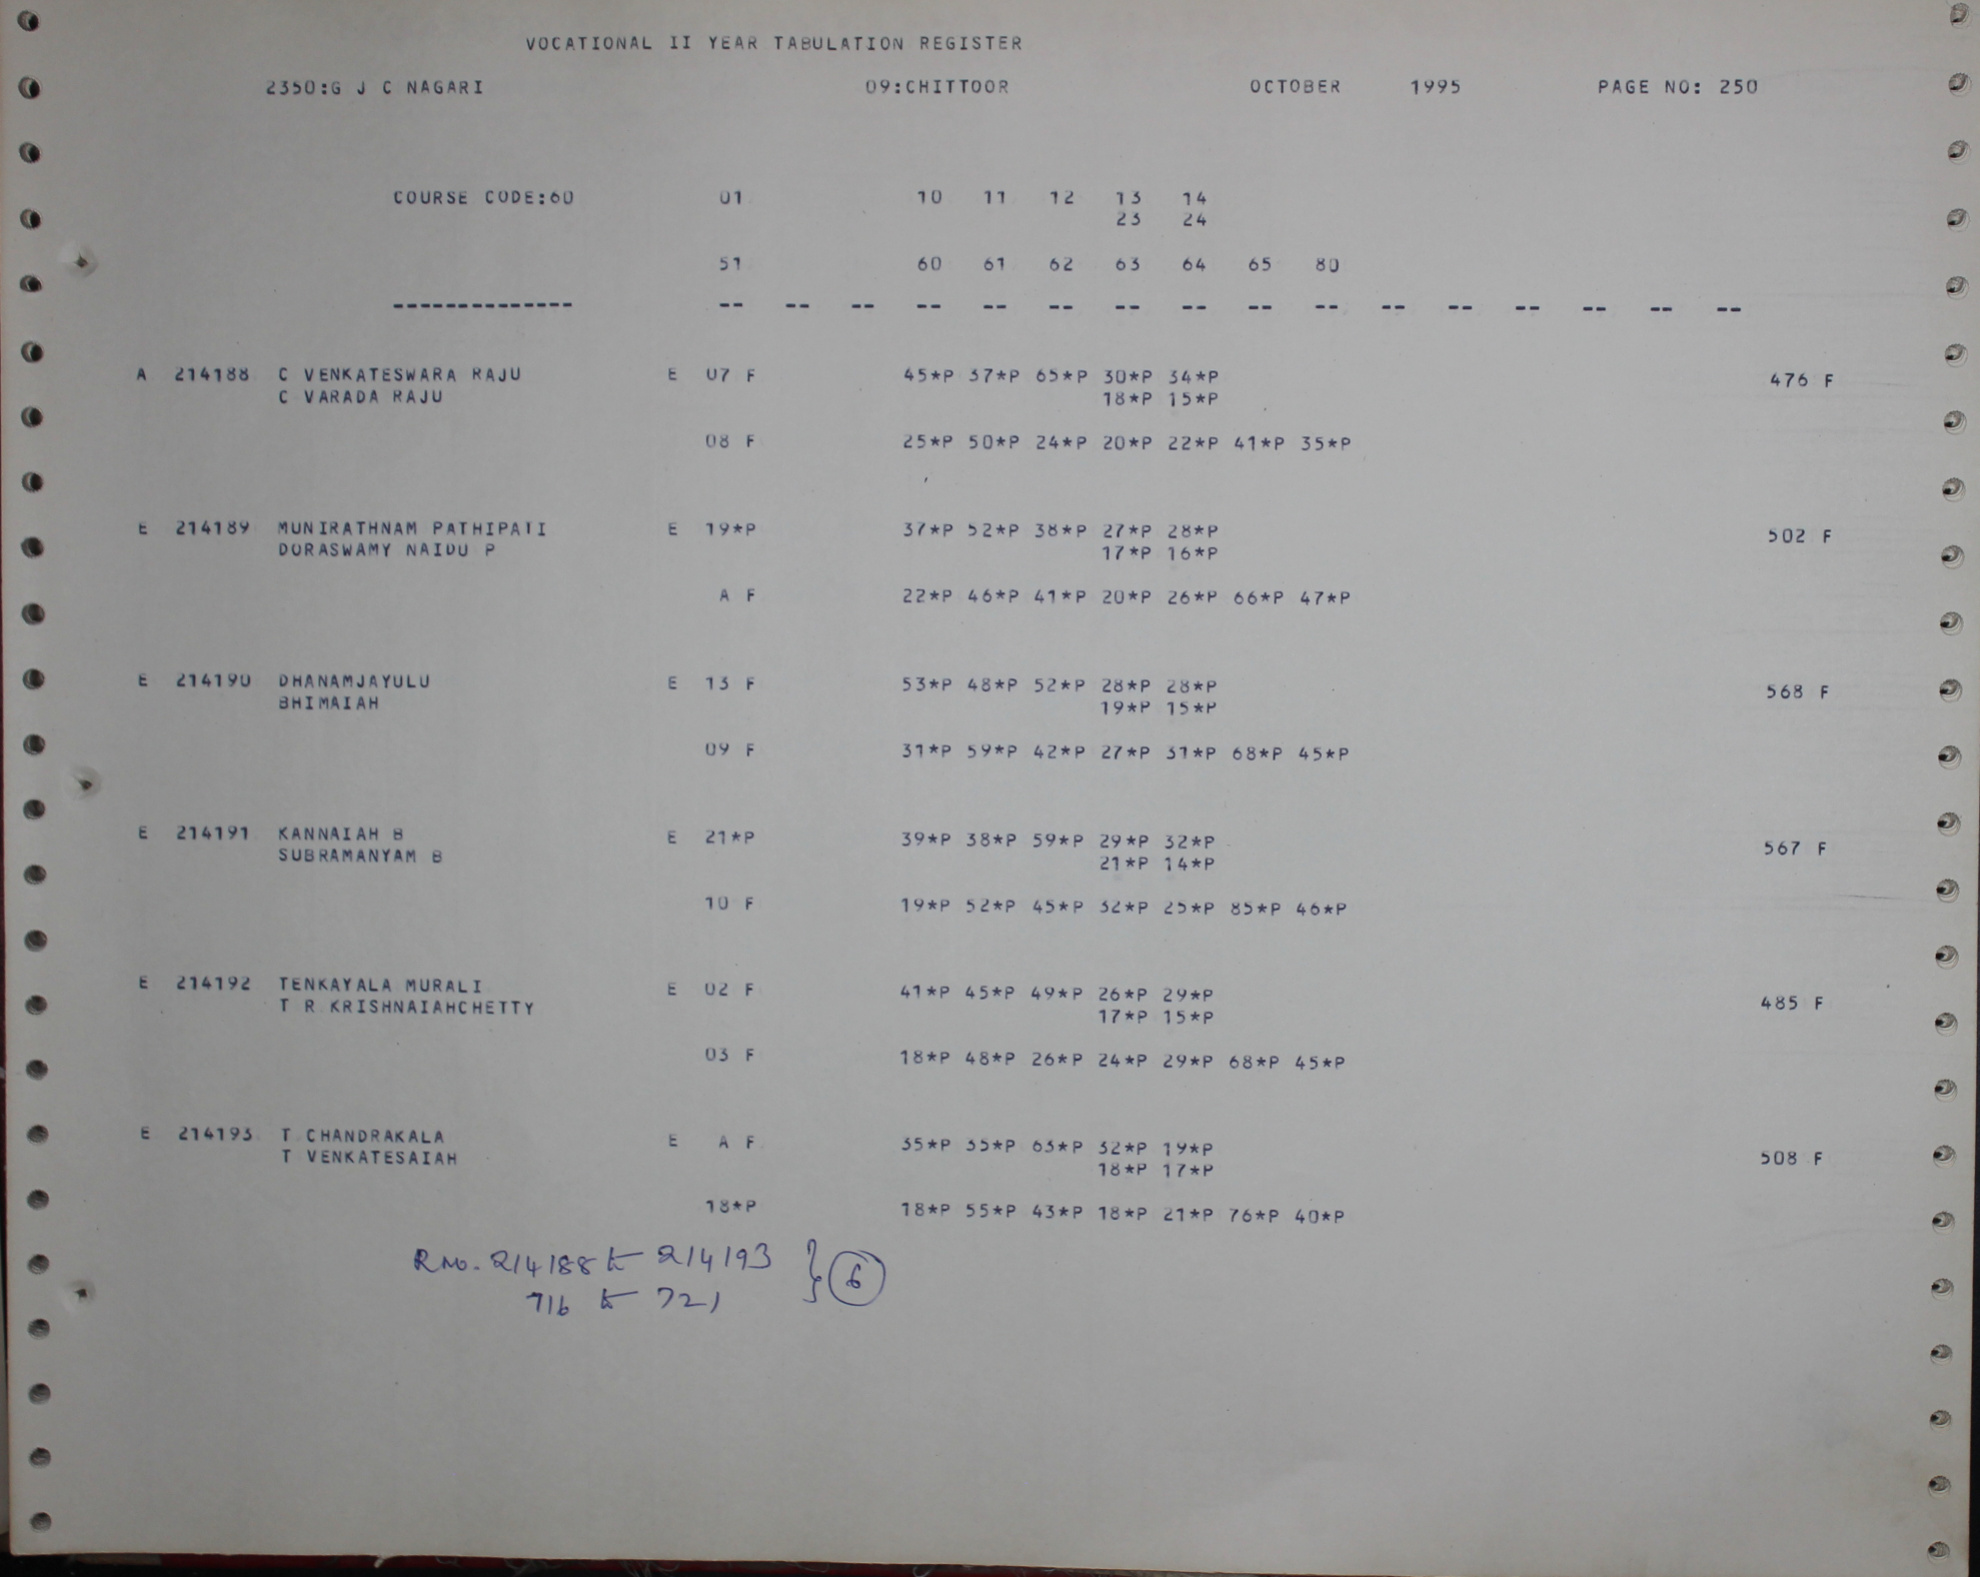 VOCATIONAL II YEAR TABULATION REGISTER
2350:G J C NAGARI 09:CHITTOOR OCTOBER 1995 PAGE NO: 250
COURSE CODE:60 01 10 11 12 13 14
23 24
51 60 61 62 63 64 65 80
-------------- -- -- -- -- -- -- -- -- -- -- -- -- -- -- -- --
A 214188 C VENKATESWARA RAJU E 07 F 45*P 37*P 65*P 30*P 34*P 476 F
C VARADA RAJU 18*P 15*P
08 F 25*P 50*P 24*P 20*P 22*P 41*P 35*P
E 214189 MUNIRATHNAM PATHIPATI E 19*P 37*P 52*P 38*P 27*P 28*P 502 F
DORASWAMY NAIDU P 17*P 16*P
A F 22*P 46*P 41*P 20*P 26*P 66*P 47*P
E 214190 DHANAMJAYULU E 13 F 53*P 48*P 52*P 28*P 28*P 568 F
BHIMAIAH 19*P 15*P
09 F 31*P 59*P 42*P 27*P 31*P 68*P 45*P
E 214191 KANNAIAH B E 21*P 39*P 38*P 59*P 29*P 32*P 567 F
SUBRAMANYAM B 21*P 14*P
10 F 19*P 52*P 45*P 32*P 25*P 85*P 46*P
E 214192 TENKAYALA MURALI E 02 F 41*P 45*P 49*P 26*P 29*P 485 F
T R KRISHNAIAHCHETTY 17*P 15*P
03 F 18*P 48*P 26*P 24*P 29*P 68*P 45*P
E 214193 T CHANDRAKALA E A F 35*P 35*P 63*P 32*P 19*P 508 F
T VENKATESAIAH 18*P 17*P
18*P 18*P 55*P 43*P 18*P 21*P 76*P 40*P
R No. 214188 to 214193 } 6
716 to 721